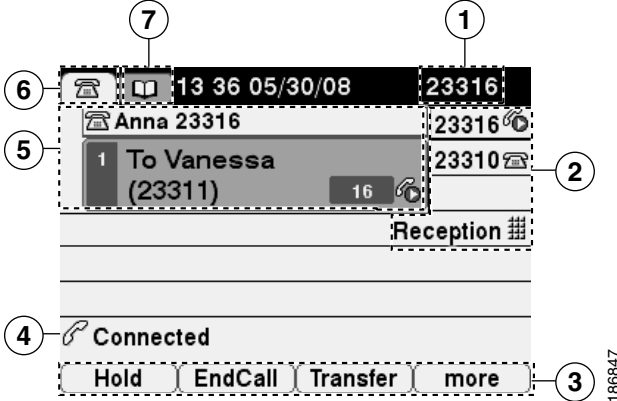 7 1
6 13 36 05/30/08 23316
Anna 23316 23316
5 1 To Vanessa 23310 2
(23311) 16
Reception
4 Connected
Hold EndCall Transfer more 3
186847